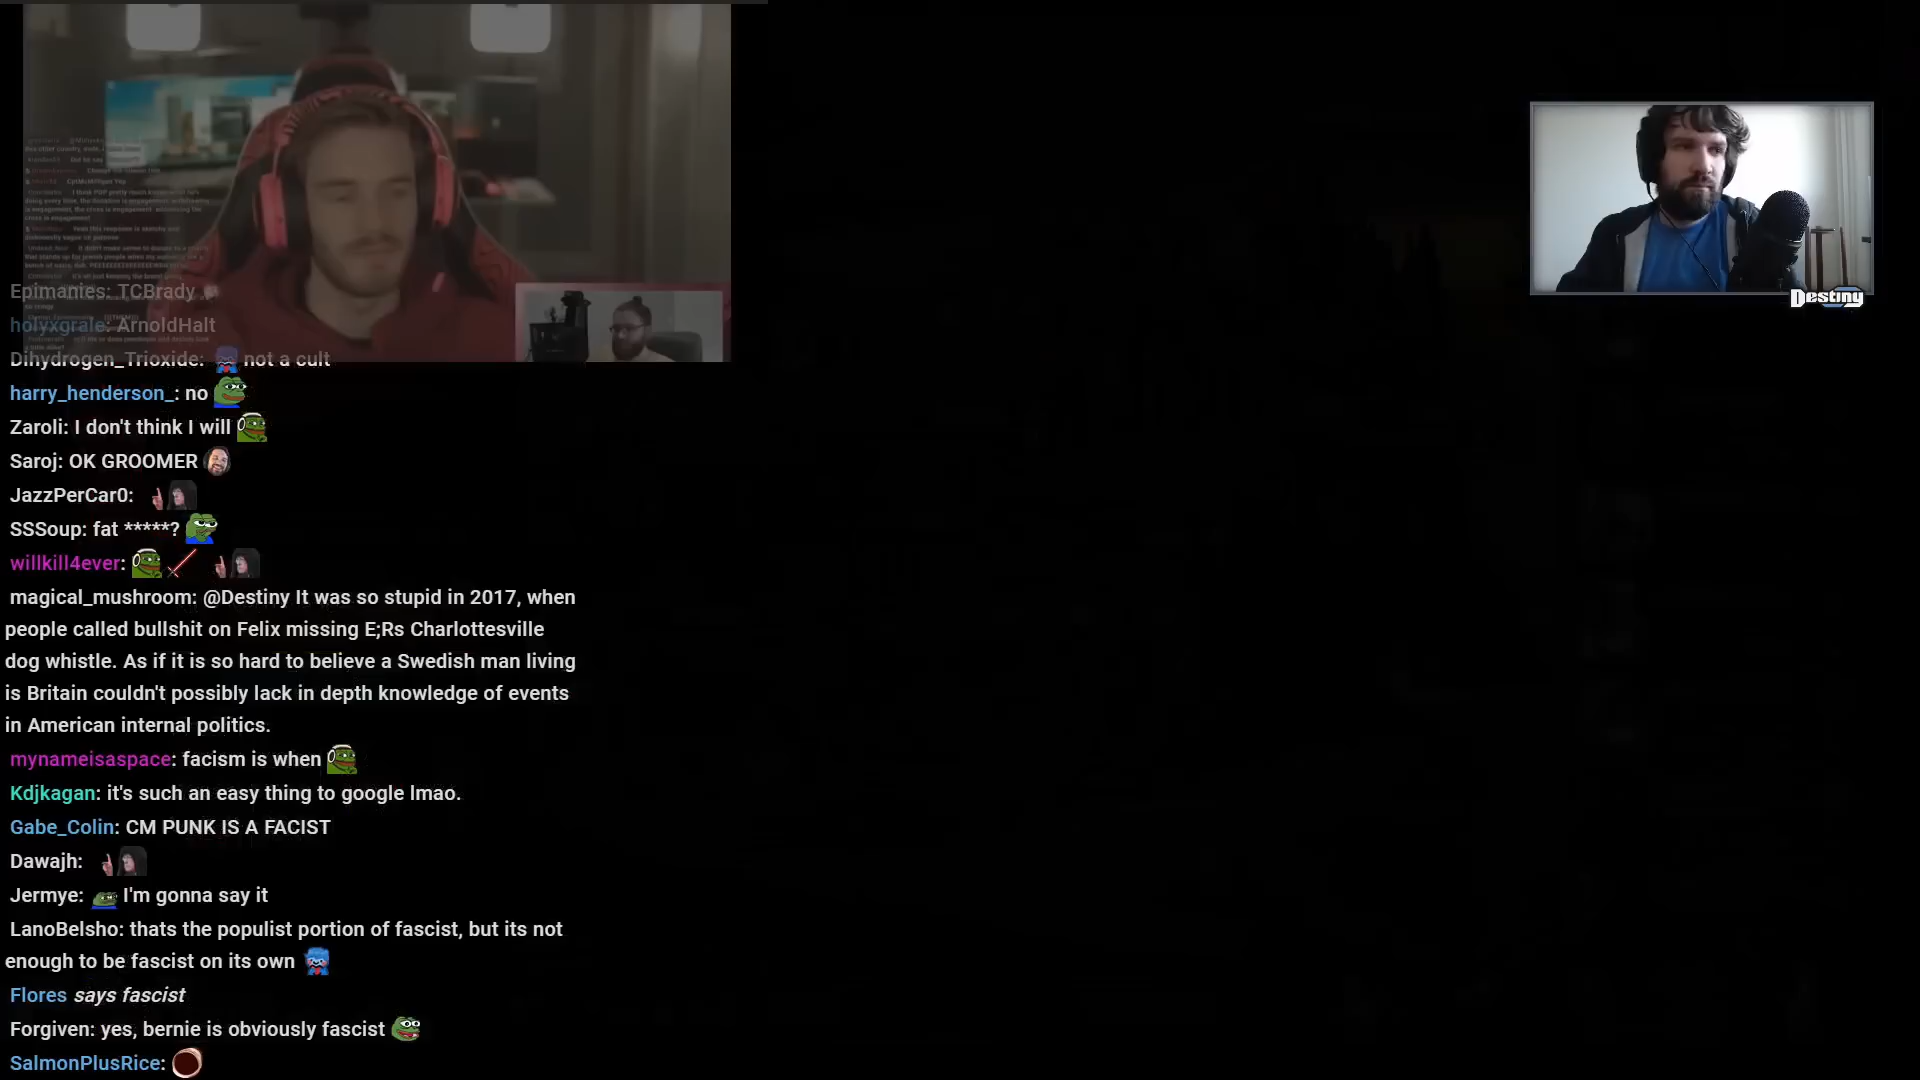 Epimanies: TCBrady
holyxgrale: ArnoldHalt
Dihydrogen_Trioxide: not a cult
harry_henderson_: no
Zaroli: I don't think I will
Saroj: OK GROOMER
JazzPerCar0:
SSSoup: fat *****?
willkill4ever:
magical_mushroom: @Destiny It was so stupid in 2017, when
people called bullshit on Felix missing E;Rs Charlottesville
dog whistle. As if it is so hard to believe a Swedish man living
is Britain couldn't possibly lack in depth knowledge of events
in American internal politics.
mynameisaspace: facism is when
Kdjkagan: it's such an easy thing to google lmao.
Gabe_Colin: CM PUNK IS A FACIST
Dawajh:
Jermye: I'm gonna say it
LanoBelsho: thats the populist portion of fascist, but its not
enough to be fascist on its own
Flores says fascist
Forgiven: yes, bernie is obviously fascist
SalmonPlusRice:
Destiny